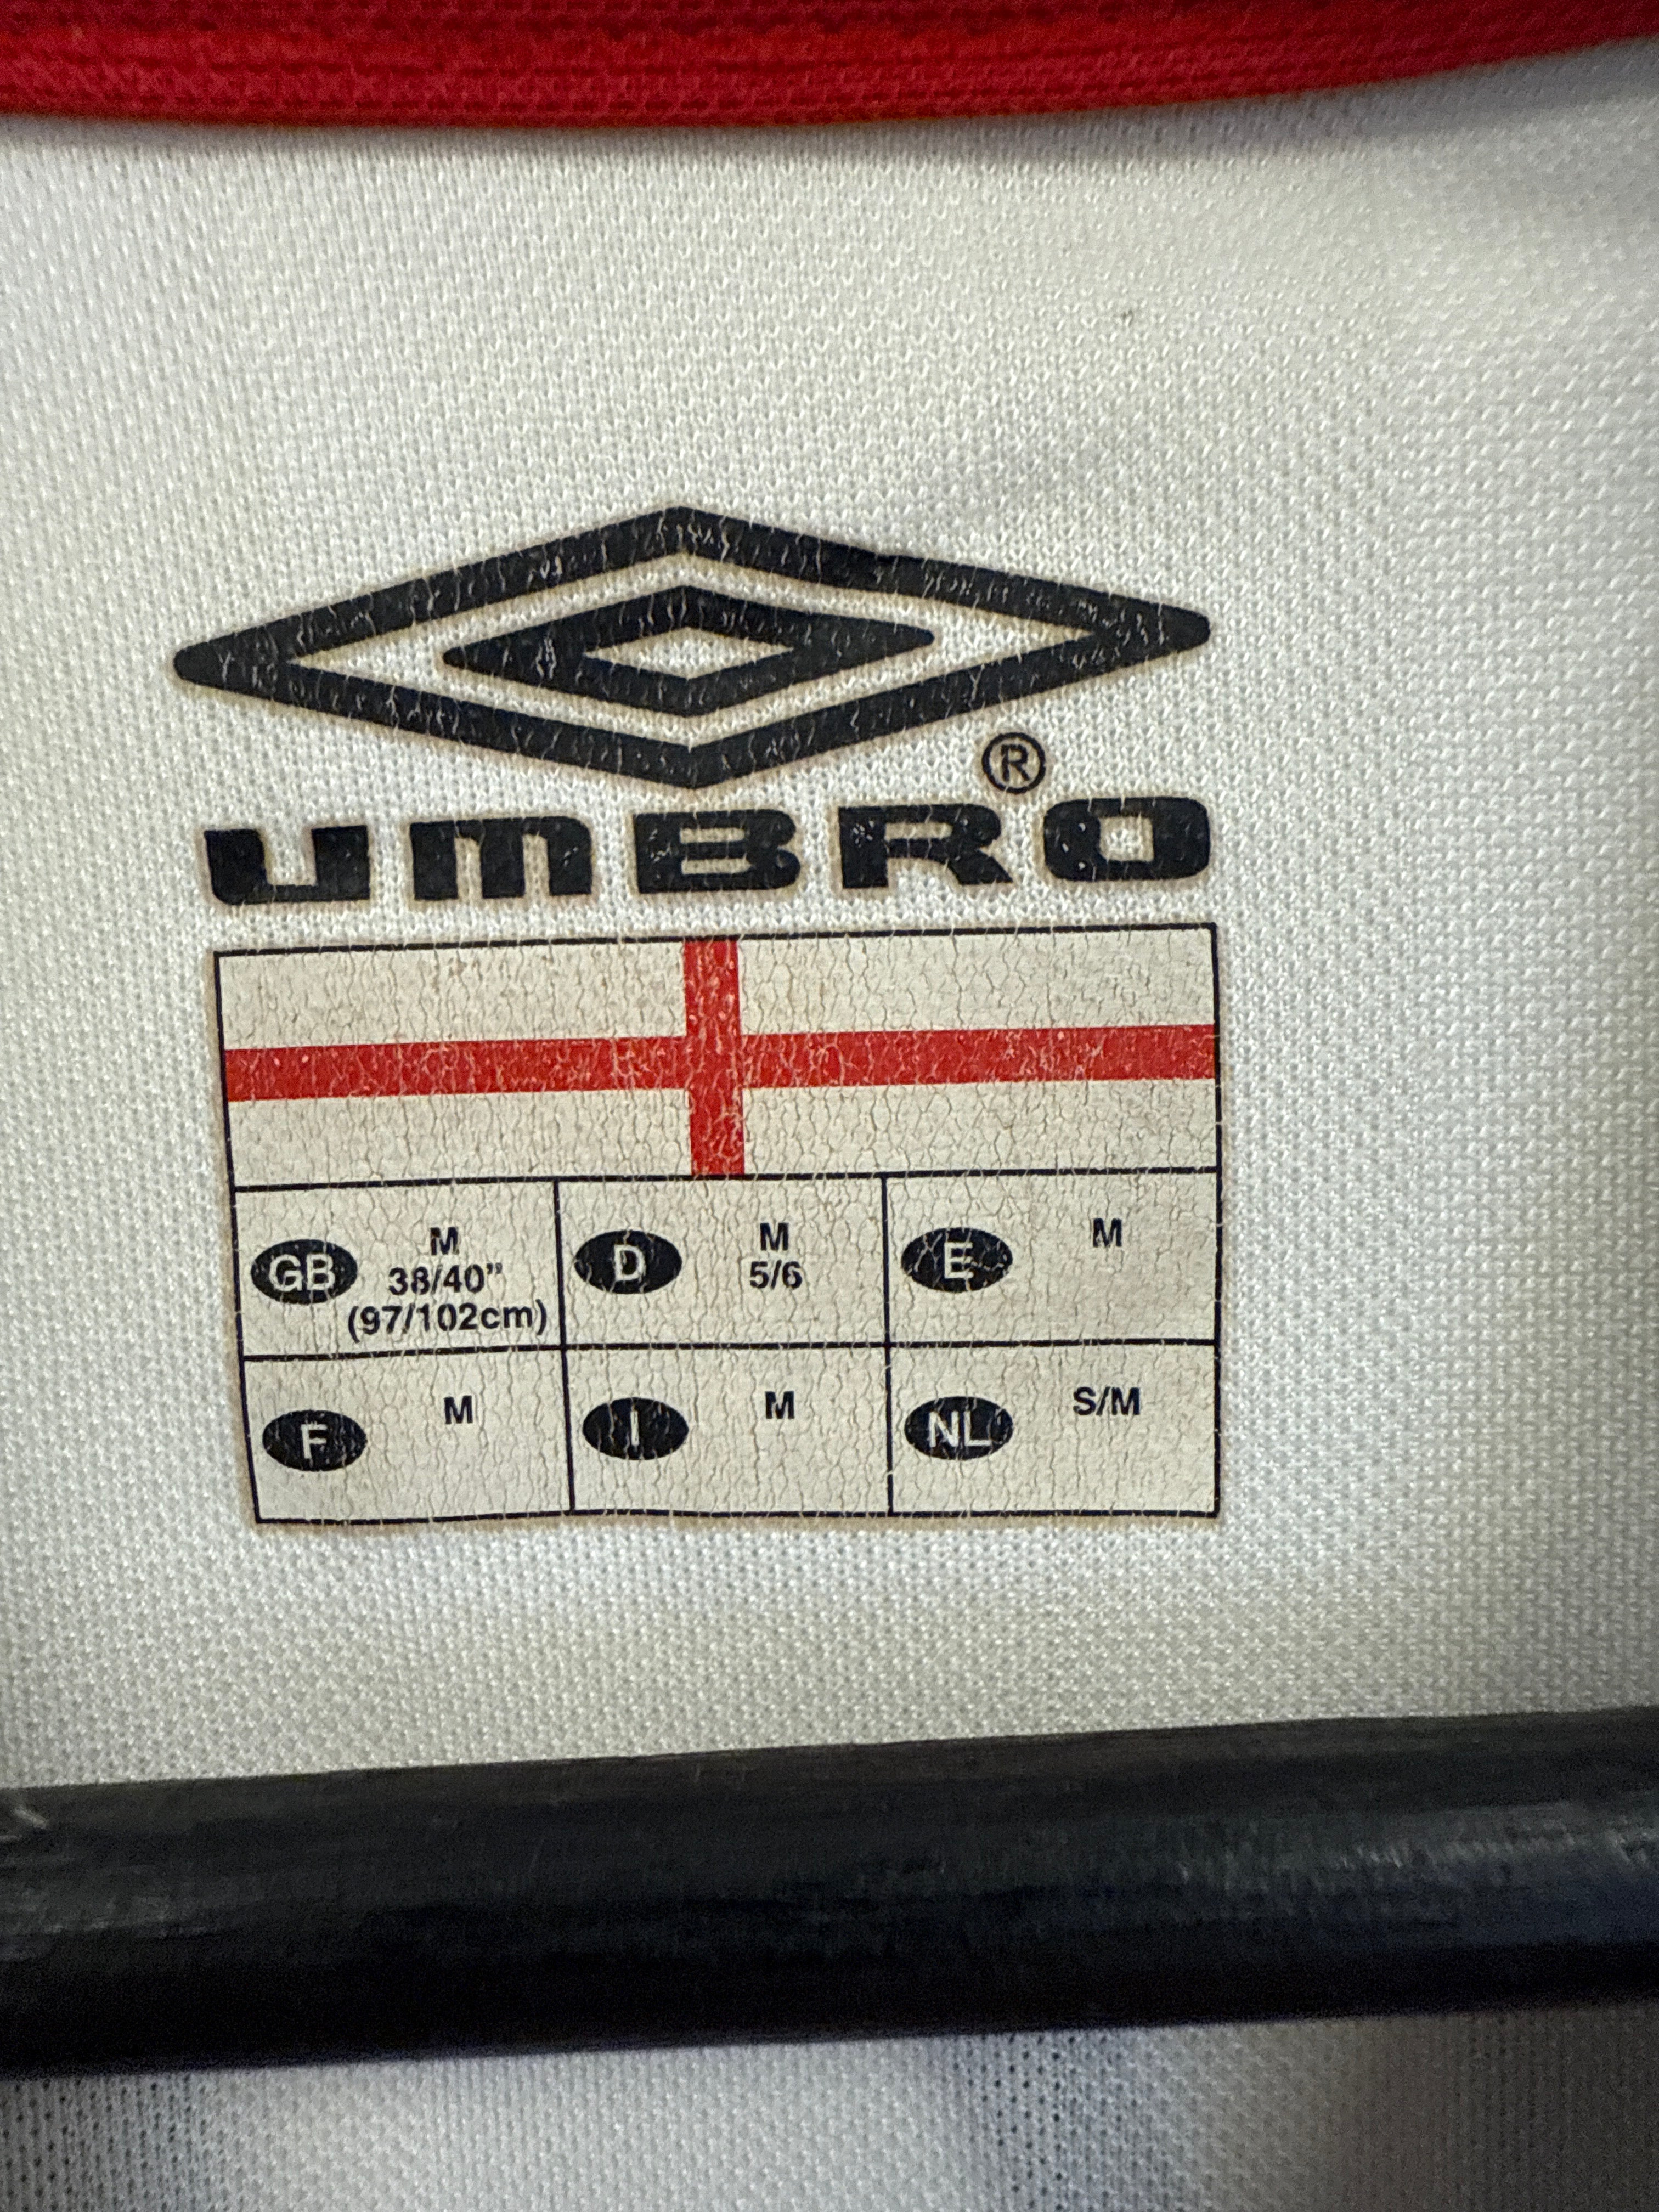 ®
UMBRO
GB M 38/40" (97/102cm)
D M 5/6
E M
F M
I M
NL S/M